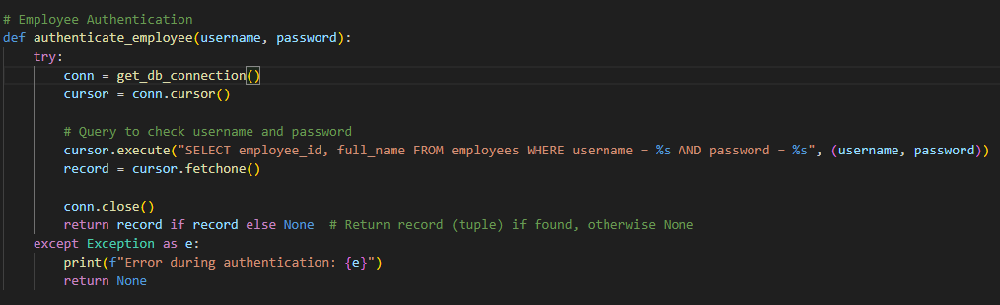 # Employee Authentication
def authenticate_employee(username, password):
    try:
        conn = get_db_connection()
        cursor = conn.cursor()

        # Query to check username and password
        cursor.execute("SELECT employee_id, full_name FROM employees WHERE username = %s AND password = %s", (username, password))
        record = cursor.fetchone()

        conn.close()
        return record if record else None  # Return record (tuple) if found, otherwise None
    except Exception as e:
        print(f"Error during authentication: {e}")
        return None